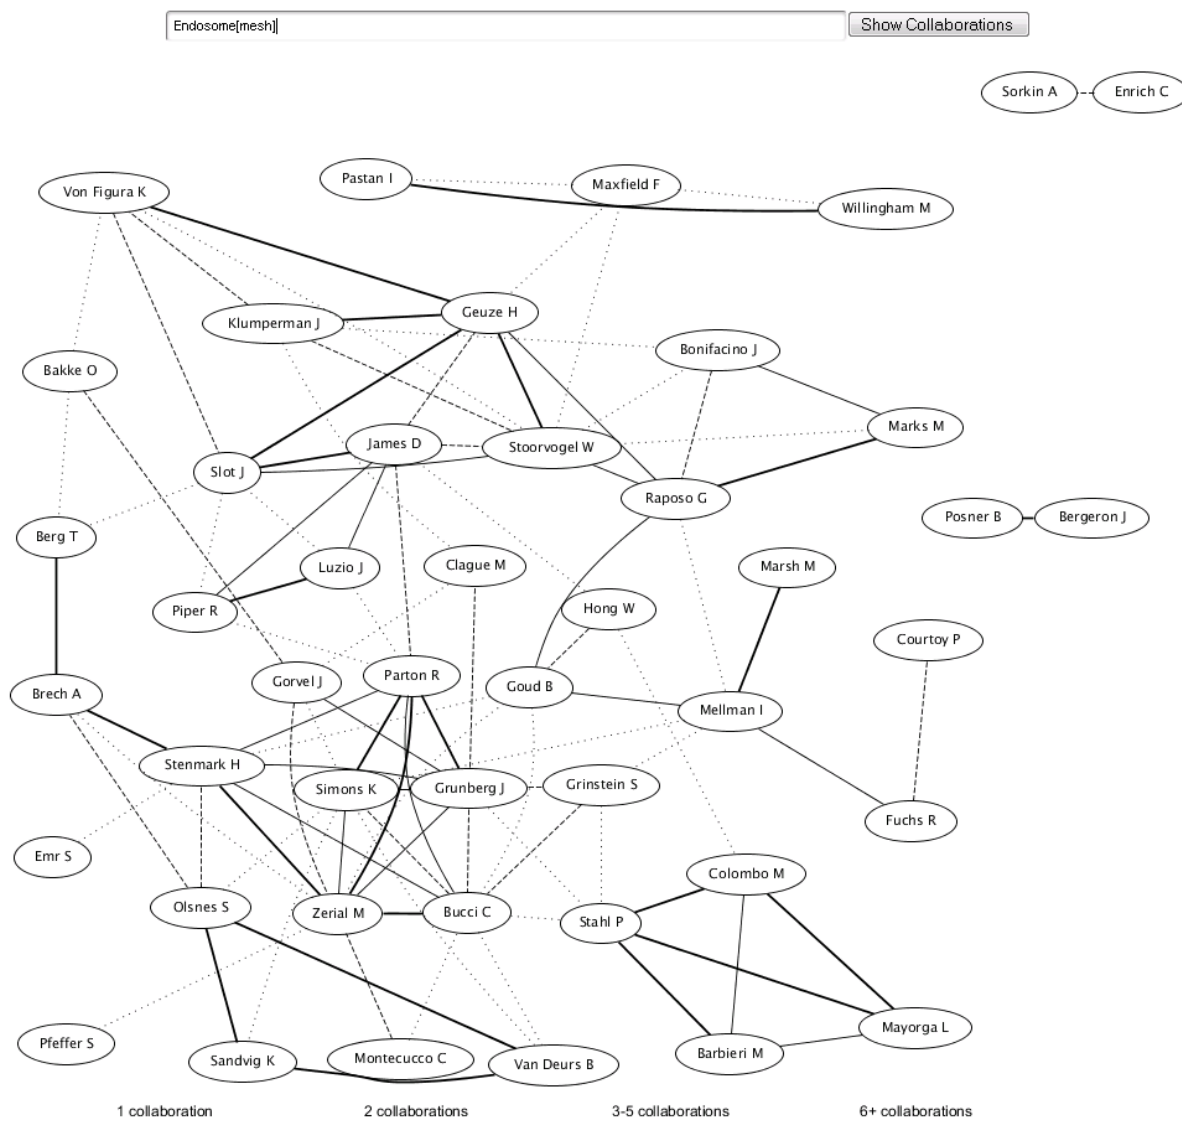 Endosome[mesh]
Show Collaborations
Sorkin A
Enrich C
Pastan I
Maxfield F
Von Figura K
Willingham M
Geuze H
Klumperman J
Bonifacino J
Bakke O
Marks M
James D
Stoorvogel W
Slot J
Raposo G
Posner B
Bergeron J
Berg T
Luzio J
Clague M
Marsh M
Piper R
Hong W
Courtoy P
Gorvel J
Parton R
Goud B
Brech A
Mellman I
Stenmark H
Simons K
Grunberg J
Grinstein S
Fuchs R
Emr S
Colombo M
Olsnes S
Zerial M
Bucci C
Stahl P
Mayorga L
Pfeffer S
Sandvig K
Montecucco C
Van Deurs B
Barbieri M
1 collaboration
2 collaborations
3-5 collaborations
6+ collaborations